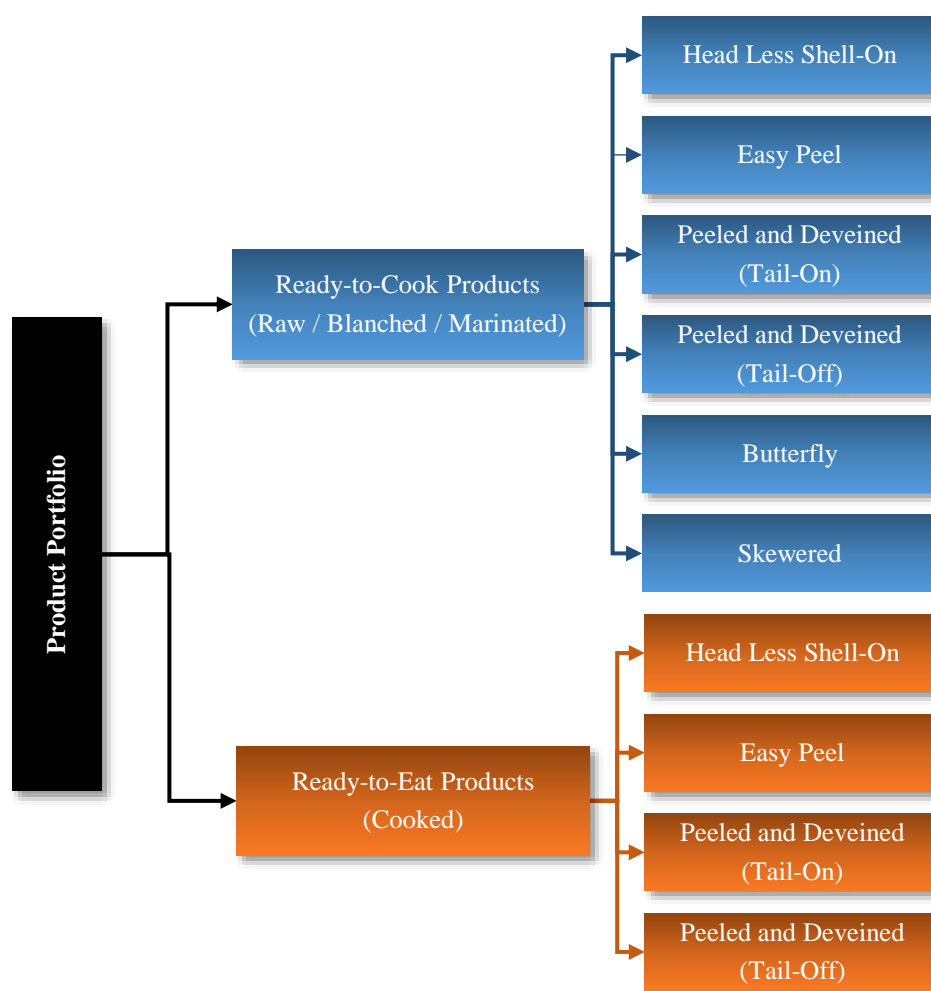 Product Portfolio
Ready-to-Cook Products
(Raw / Blanched / Marinated)
Head Less Shell-On
Easy Peel
Peeled and Deveined
(Tail-On)
Peeled and Deveined
(Tail-Off)
Butterfly
Skewered
Ready-to-Eat Products
(Cooked)
Head Less Shell-On
Easy Peel
Peeled and Deveined
(Tail-On)
Peeled and Deveined
(Tail-Off)